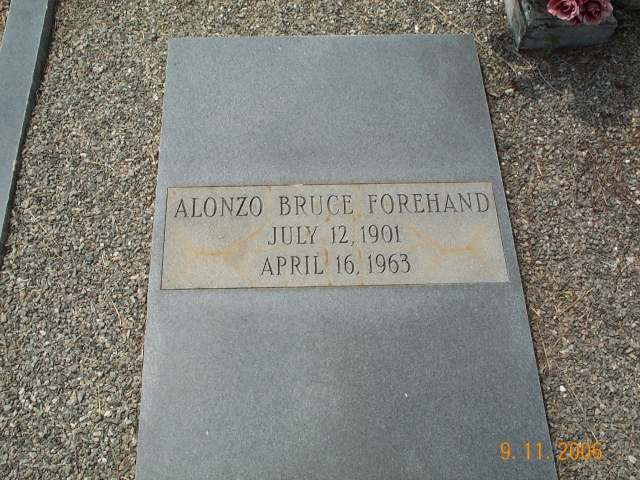 ALONZO BRUCE FOREHAND
JULY 12, 1901
APRIL 16, 1963
9. 11. 2006